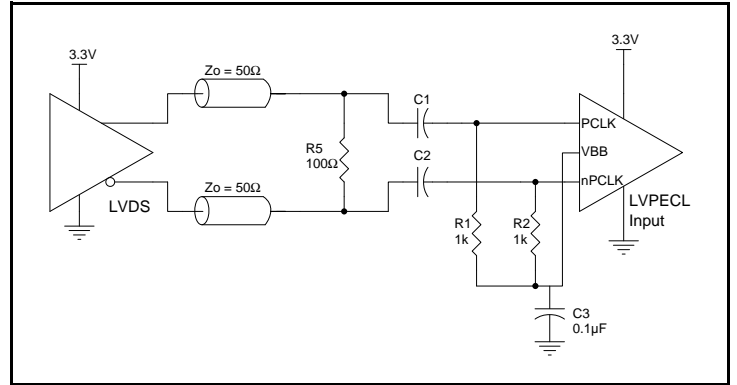 3.3V
3.3V
Zo = 50Ω
C1
PCLK
R5
100Ω
VBB
C2
Zo = 50Ω
nPCLK
LVDS
LVPECL
Input
R1
1k
R2
1k
C3
0.1µF